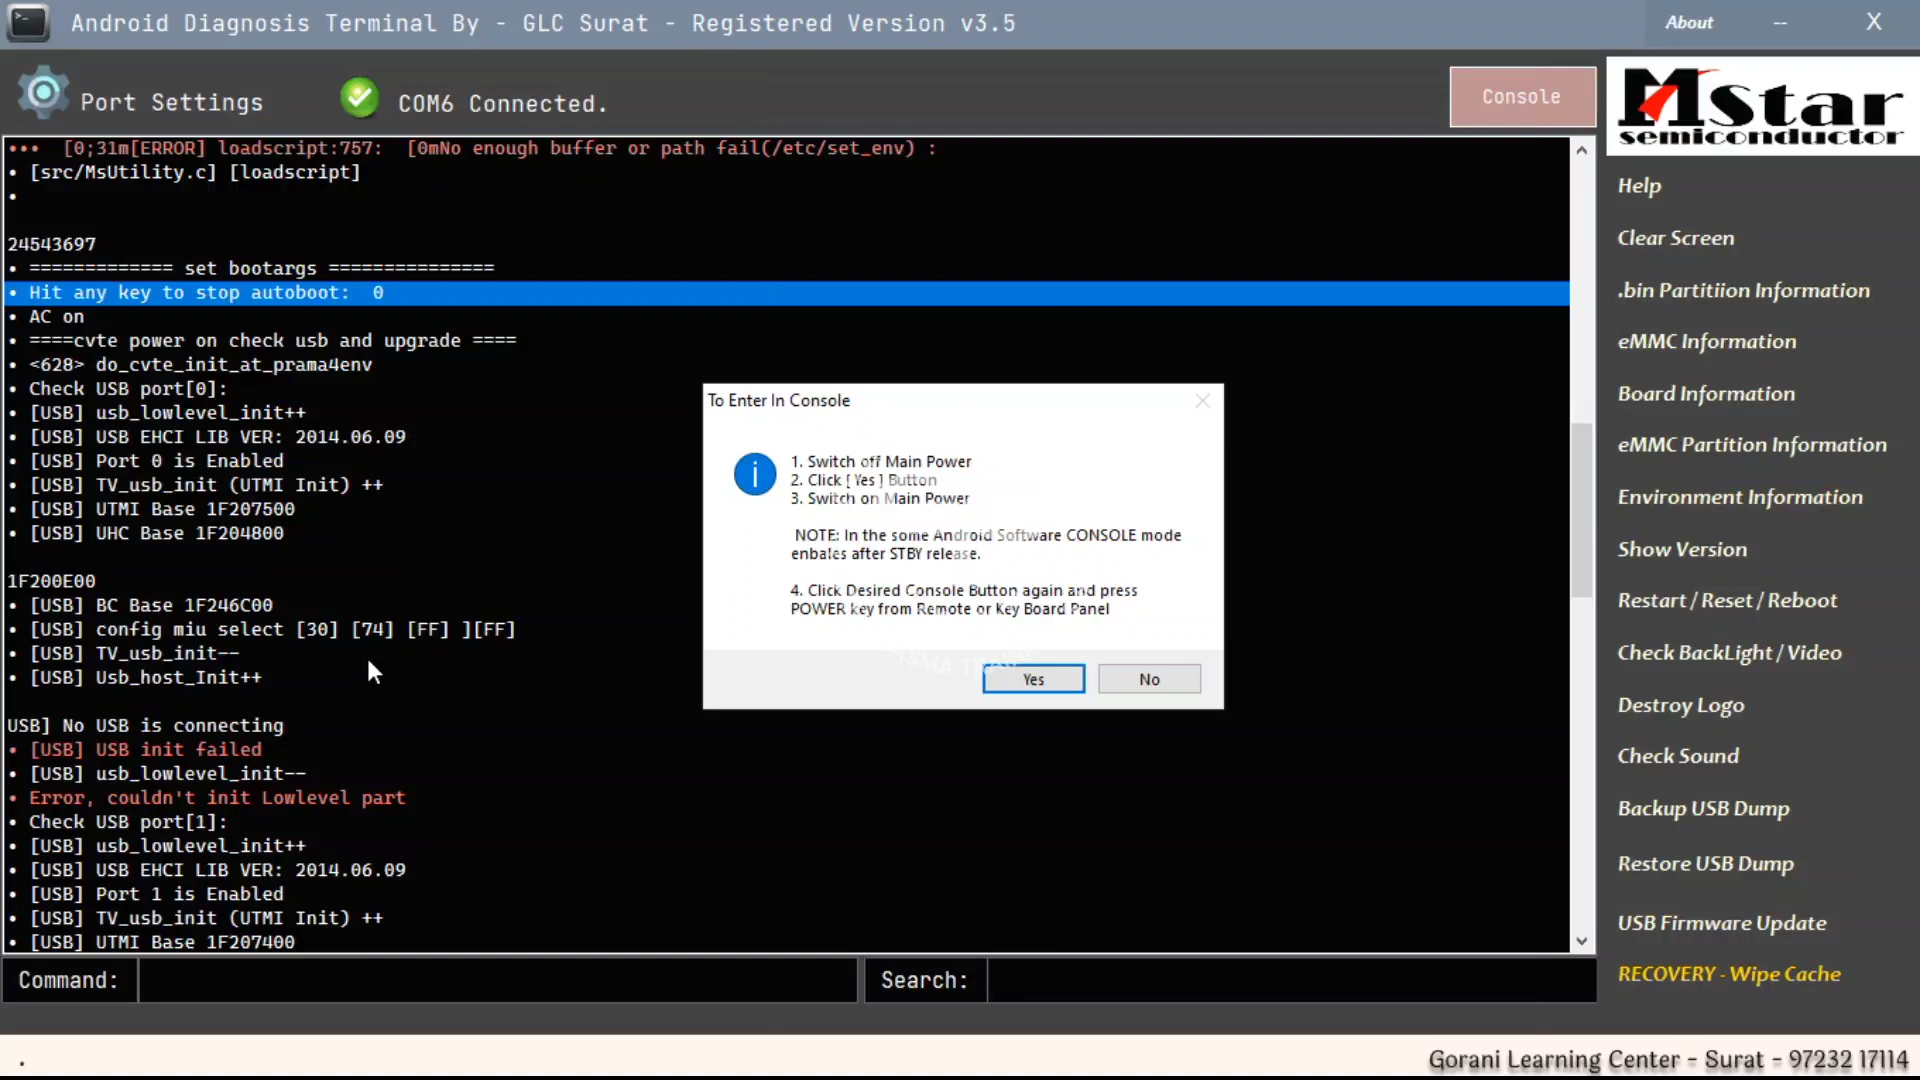 Android Diagnosis Terminal By - GLC Surat - Registered Version v3.5
About
--
X
Port Settings
COM6 Connected.
Console
MStar
semiconductor
••• [0;31m[ERROR] loadscript:757: [0mNo enough buffer or path fail(/etc/set_env) :
• [src/MsUtility.c] [loadscript]
•
24543697
• ============= set bootargs ===============
• Hit any key to stop autoboot: 0
• AC on
• ====cvte power on check usb and upgrade ====
• <628> do_cvte_init_at_prama4env
• Check USB port[0]:
• [USB] usb_lowlevel_init++
• [USB] USB EHCI LIB VER: 2014.06.09
• [USB] Port 0 is Enabled
• [USB] TV_usb_init (UTMI Init) ++
• [USB] UTMI Base 1F207500
• [USB] UHC Base 1F204800
1F200E00
• [USB] BC Base 1F246C00
• [USB] config miu select [30] [74] [FF] ][FF]
• [USB] TV_usb_init--
• [USB] Usb_host_Init++
USB] No USB is connecting
• [USB] USB init failed
• [USB] usb_lowlevel_init--
• Error, couldn't init Lowlevel part
• Check USB port[1]:
• [USB] usb_lowlevel_init++
• [USB] USB EHCI LIB VER: 2014.06.09
• [USB] Port 1 is Enabled
• [USB] TV_usb_init (UTMI Init) ++
• [USB] UTMI Base 1F207400
To Enter In Console
1. Switch off Main Power
2. Click [ Yes ] Button
3. Switch on Main Power
NOTE: In the some Android Software CONSOLE mode
enbales after STBY release.
4. Click Desired Console Button again and press
POWER key from Remote or Key Board Panel
Yes
No
Help
Clear Screen
.bin Partitiion Information
eMMC Information
Board Information
eMMC Partition Information
Environment Information
Show Version
Restart / Reset / Reboot
Check BackLight / Video
Destroy Logo
Check Sound
Backup USB Dump
Restore USB Dump
USB Firmware Update
RECOVERY - Wipe Cache
Command:
Search:
.
Gorani Learning Center - Surat - 97232 17114